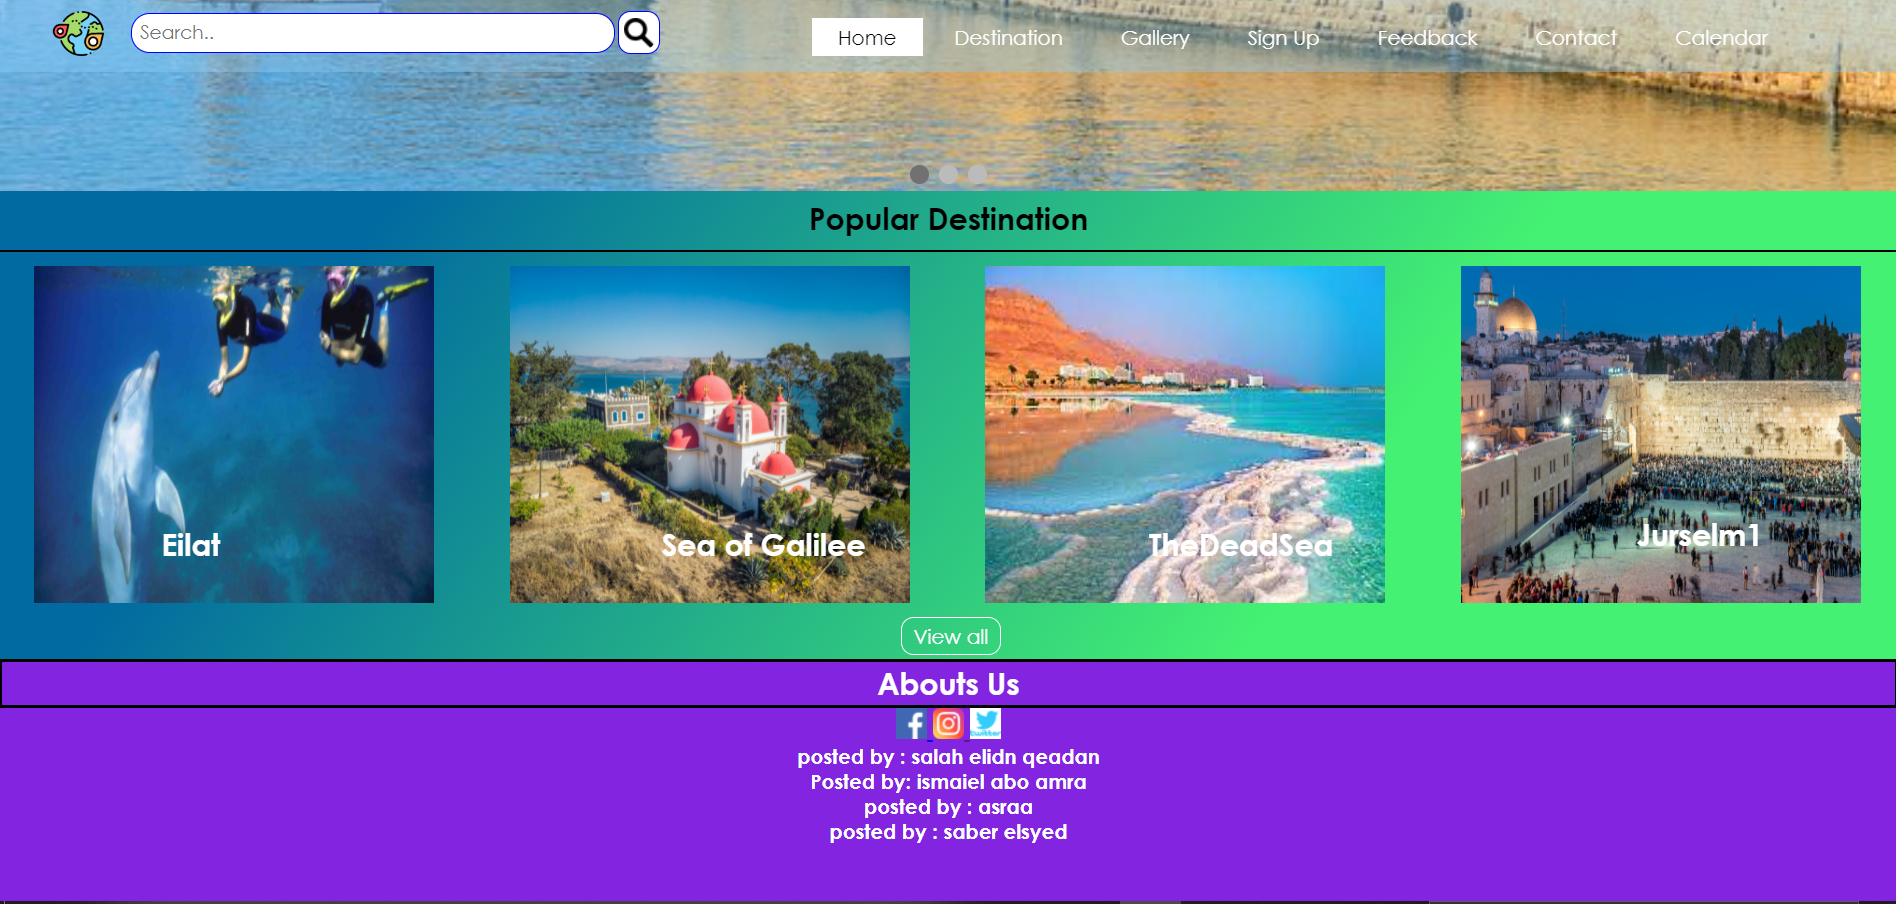 Search..
Home Destination Gallery Sign Up Feedback Contact Calendar
Popular Destination
Eilat
Sea of Galilee
TheDeadSea
Jurselm1
View all
Abouts Us
twitter
posted by : salah elidn qeadan
Posted by: ismaiel abo amra
posted by : asraa
posted by : saber elsyed